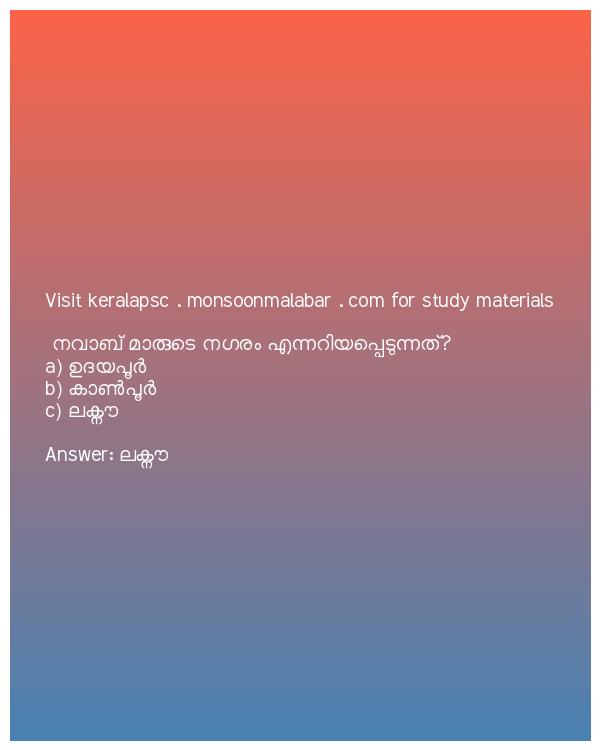 Visit keralapsc . monsoonmalabar . com for study materials
നവാബ് മാരുടെ നഗരം എന്നറിയപ്പെടുന്നത്?
a) ഉദയപൂർ
b) കാൺപൂർ
c) ലക്നൗ
Answer: ലക്നൗ